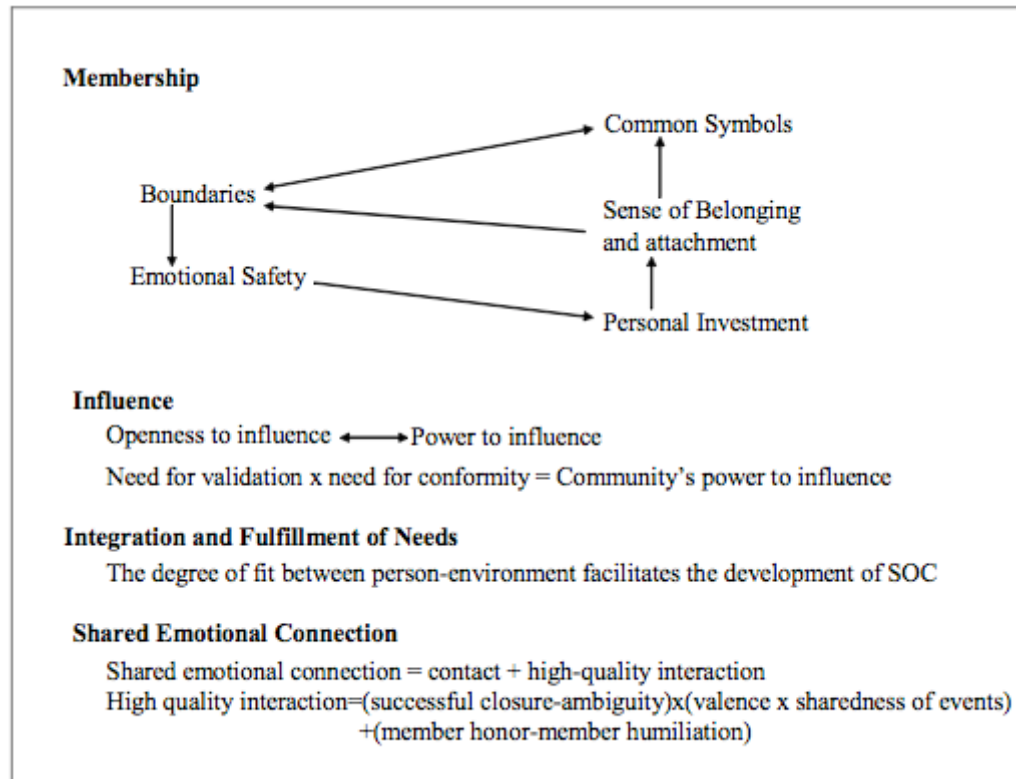 Membership
Common Symbols
Boundaries
Sense of Belonging
and attachment
Emotional Safety
Personal Investment
Influence
Openness to influence Power to influence
Need for validation x need for conformity = Community's power to influence
Integration and Fulfillment of Needs
The degree of fit between person-environment facilitates the development of SOC
Shared Emotional Connection
Shared emotional connection = contact + high-quality interaction
High quality interaction=(successful closure-ambiguity)x(valence x sharedness of events)
+(member honor-member humiliation)